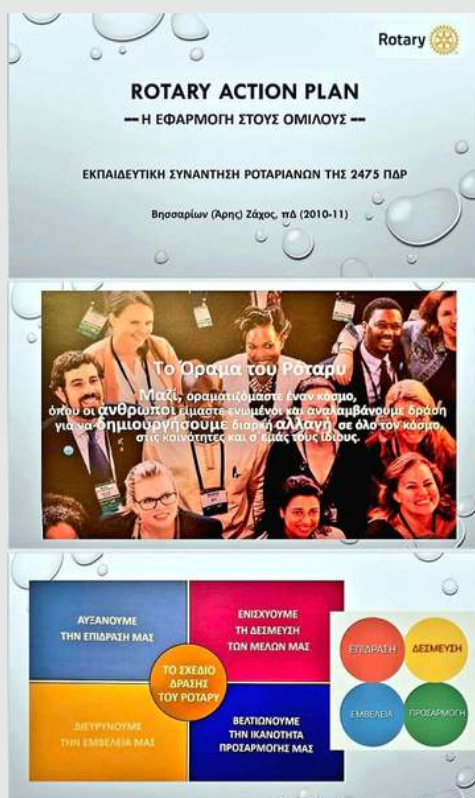 Rotary
ROTARY ACTION PLAN
-- Η ΕΦΑΡΜΟΓΗ ΣΤΟΥΣ ΟΜΙΛΟΥΣ --
ΕΚΠΑΙΔΕΥΤΙΚΗ ΣΥΝΑΝΤΗΣΗ ΡΟΤΑΡΙΑΝΩΝ ΤΗΣ 2475 ΠΔΡ
Βησσαρίων (Άρης) Ζάχος, πΔ (2010-11)
Το Όραμα του Ρόταρυ
Μαζί, οραματιζόμαστε έναν κόσμο,
όπου οι άνθρωποι είμαστε ενωμένοι και αναλαμβάνουμε δράση
για να δημιουργήσουμε διαρκή αλλαγή σε όλο τον κόσμο,
στις κοινότητες και σ'εμάς τους ίδιους.
ΑΥΞΑΝΟΥΜΕ
ΤΗΝ ΕΠΙΔΡΑΣΗ ΜΑΣ
ΕΝΙΣΧΥΟΥΜΕ
ΤΗ ΔΕΣΜΕΥΣΗ
ΤΩΝ ΜΕΛΩΝ ΜΑΣ
ΤΟ ΣΧΕΔΙΟ
ΔΡΑΣΗΣ
ΤΟΥ ΡΟΤΑΡΥ
ΔΙΕΥΡΥΝΟΥΜΕ
ΤΗΝ ΕΜΒΕΛΕΙΑ ΜΑΣ
ΒΕΛΤΙΩΝΟΥΜΕ
ΤΗΝ ΙΚΑΝΟΤΗΤΑ
ΠΡΟΣΑΡΜΟΓΗΣ ΜΑΣ
ΕΠΙΔΡΑΣΗ
ΔΕΣΜΕΥΣΗ
ΕΜΒΕΛΕΙΑ
ΠΡΟΣΑΡΜΟΓΗ